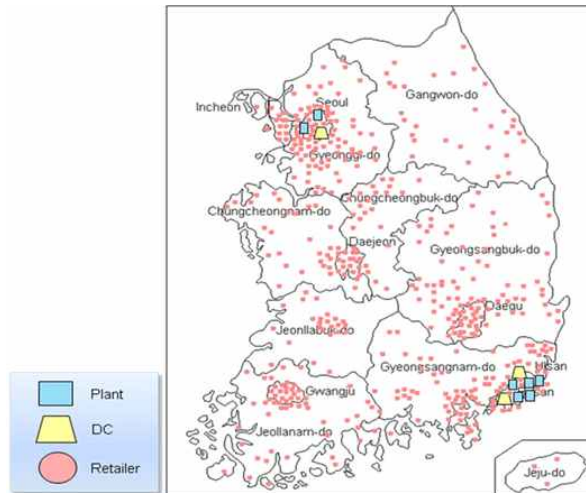 Seoul
Gangwon-do
Incheon
Gyeonggi-do
Chungcheongbuk-do
Chungcheongnam-do
Daejeon
Gyeongsangbuk-do
Daegu
Jeonllabuk-do
Gyeongsangnam-do
Gwangju
Jeollanam-do
Jeju-do
Plant
DC
Retailer